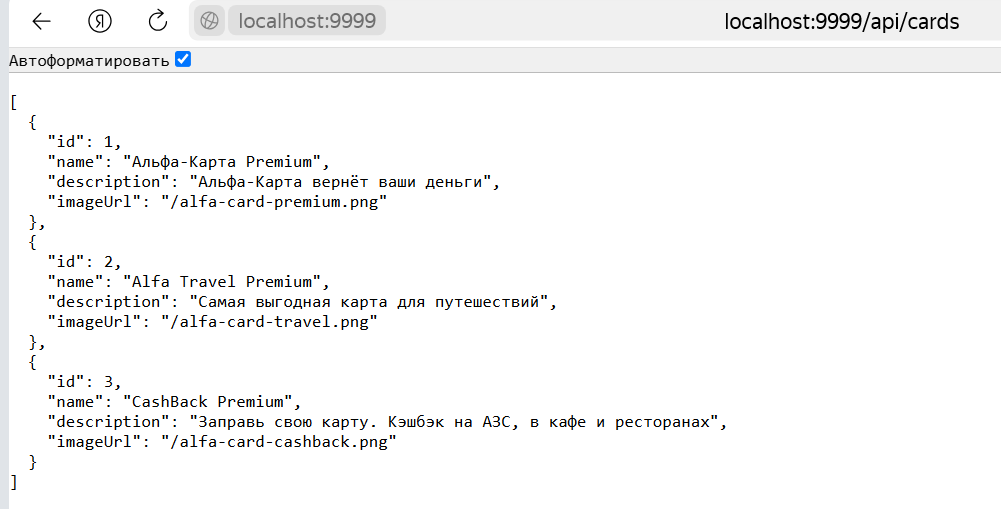 localhost:9999 localhost:9999/api/cards
Автоформатировать
[
  {
    "id": 1,
    "name": "Альфа-Карта Premium",
    "description": "Альфа-Карта вернёт ваши деньги",
    "imageUrl": "/alfa-card-premium.png"
  },
  {
    "id": 2,
    "name": "Alfa Travel Premium",
    "description": "Самая выгодная карта для путешествий",
    "imageUrl": "/alfa-card-travel.png"
  },
  {
    "id": 3,
    "name": "CashBack Premium",
    "description": "Заправь свою карту. Кэшбэк на АЗС, в кафе и ресторанах",
    "imageUrl": "/alfa-card-cashback.png"
  }
]